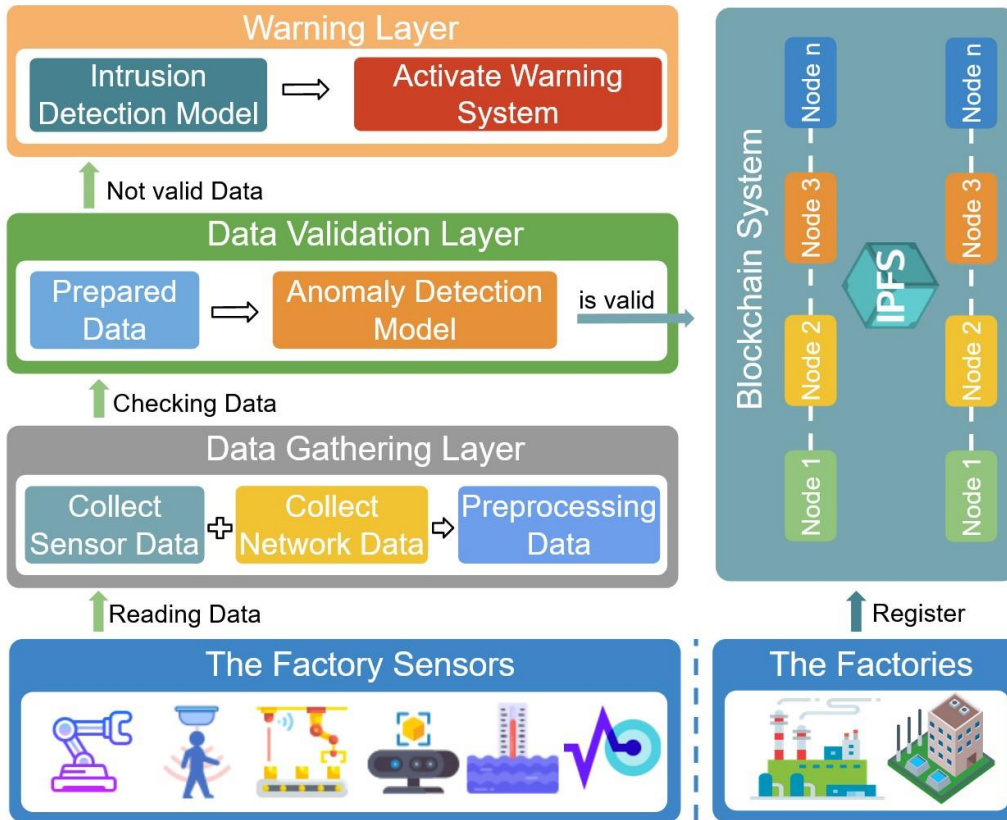 Warning Layer
Intrusion
Detection Model
Activate Warning
System
Not valid Data
Data Validation Layer
Prepared
Data
Anomaly Detection
Model
is valid
Checking Data
Data Gathering Layer
Collect
Sensor Data
Collect
Network Data
Preprocessing
Data
Reading Data
The Factory Sensors
Blockchain System
Node n
Node 3
Node 2
Node 1
IPFS
Node n
Node 3
Node 2
Node 1
Register
The Factories